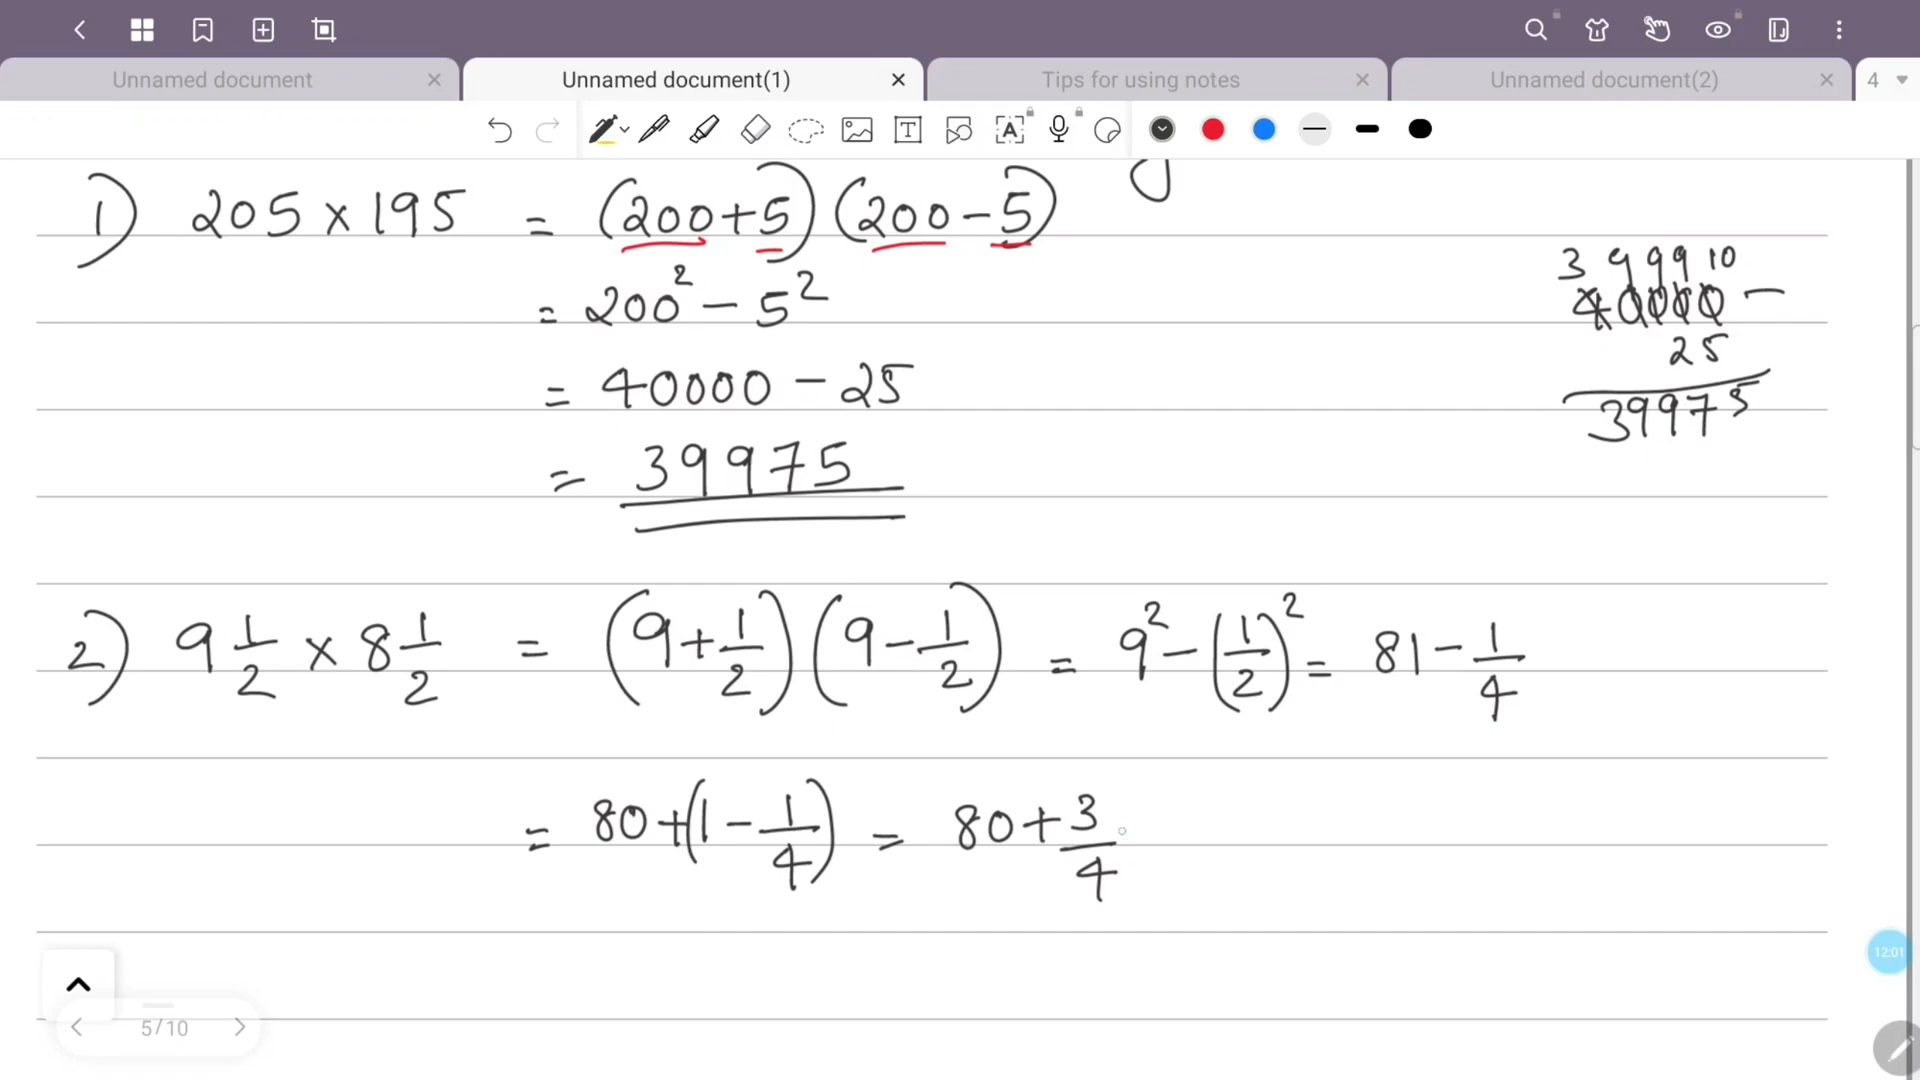 Unnamed document
Unnamed document(1)
Tips for using notes
Unnamed document(2)
4
1) 205 × 195 = (200+5)(200-5)
= 200² - 5²
= 40000 - 25
= 39975
3 9 9 9 10
40000 -
25
39975
2) 9 1/2 × 8 1/2 = (9+1/2)(9-1/2) = 9² - (1/2)² = 81 - 1/4
= 80+(1 - 1/4) = 80+3/4
12:01
5/10